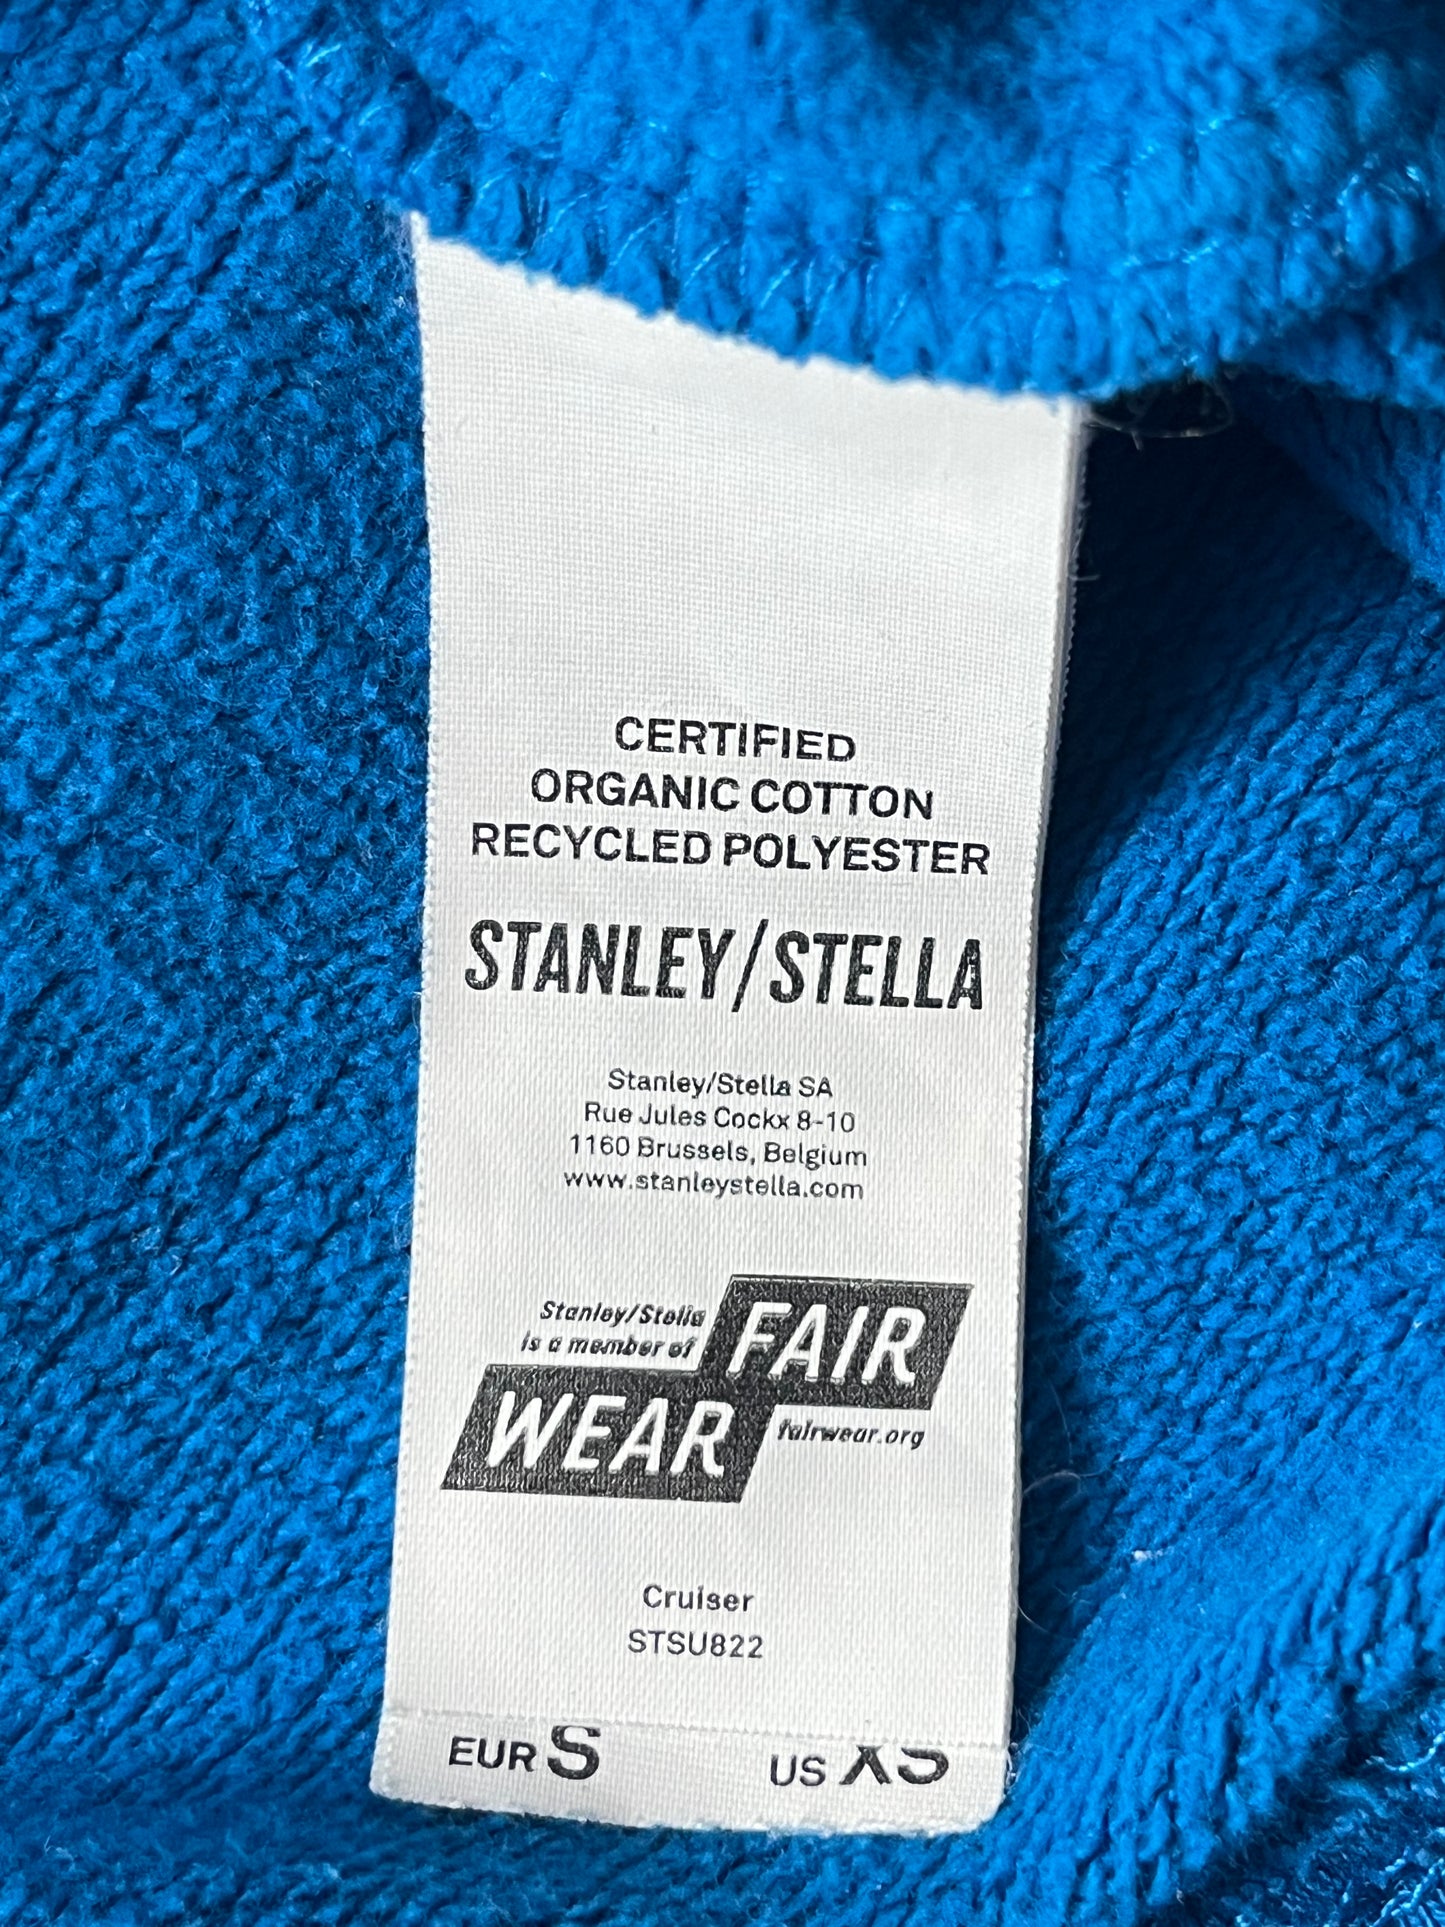 CERTIFIED
ORGANIC COTTON
RECYCLED POLYESTER
STANLEY/STELLA
Stanley/Stella SA
Rue Jules Cockx 8-10
1160 Brussels, Belgium
www.stanleystella.com
Stanley/Stella
is a member of
FAIR
WEAR
fairwear.org
Cruiser
STSU822
EUR S US XS